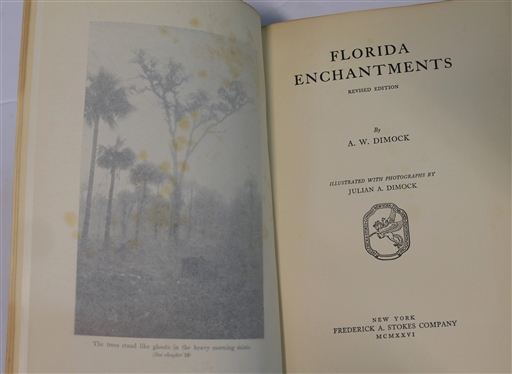 The trees stand like ghosts in the heavy morning mists
FLORIDA
ENCHANTMENTS
REVISED EDITION
By
A. W. DIMOCK
ILLUSTRATED WITH PHOTOGRAPHS BY
JULIAN A. DIMOCK
NEW YORK
FREDERICK A. STOKES COMPANY
MCMXXVI